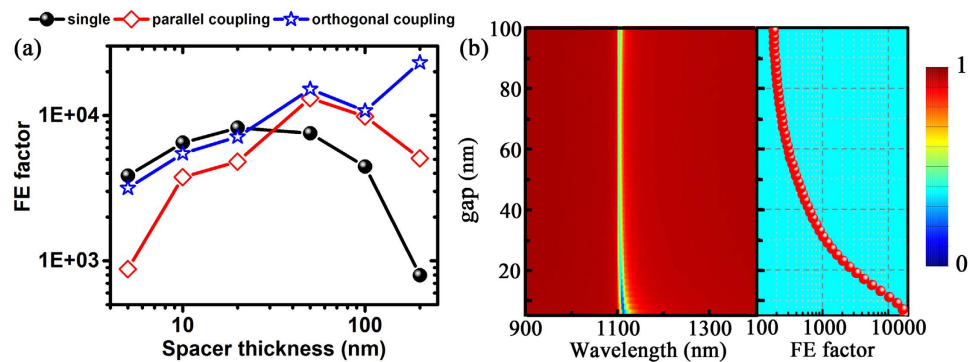 single parallel coupling orthogonal coupling
(a)
FE factor
1E+04
1E+03
10 100
Spacer thickness (nm)
(b)
gap (nm)
100
80
60
40
20
900 1100 1300
Wavelength (nm)
100 1000 10000
FE factor
1
0